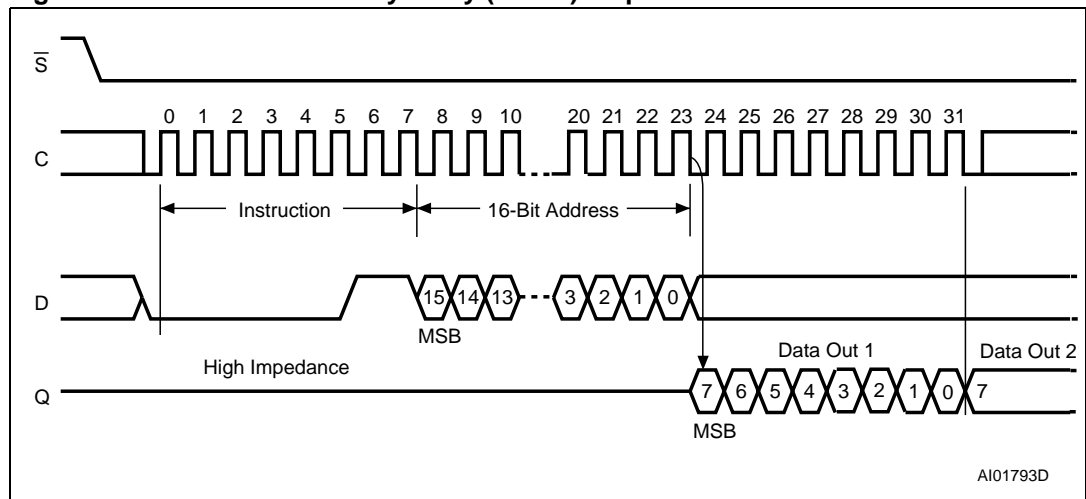 S
0 1 2 3 4 5 6 7 8 9 10 20 21 22 23 24 25 26 27 28 29 30 31
C
Instruction 16-Bit Address
D 15 14 13 3 2 1 0
MSB
High Impedance Data Out 1 Data Out 2
Q 7 6 5 4 3 2 1 0 7
MSB
AI01793D